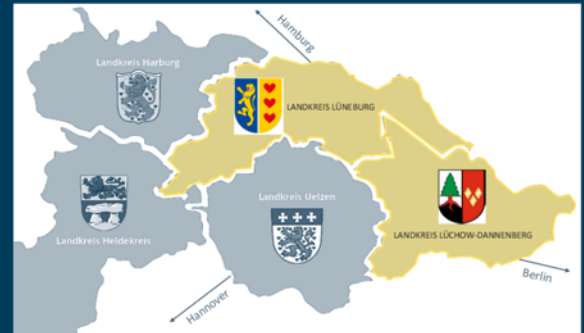 Hamburg
Landkreis Harburg
LANDKREIS LÜNEBURG
Landkreis Uelzen
Landkreis Heidekreis
LANDKREIS LÜCHOW-DANNENBERG
Berlin
Hannover